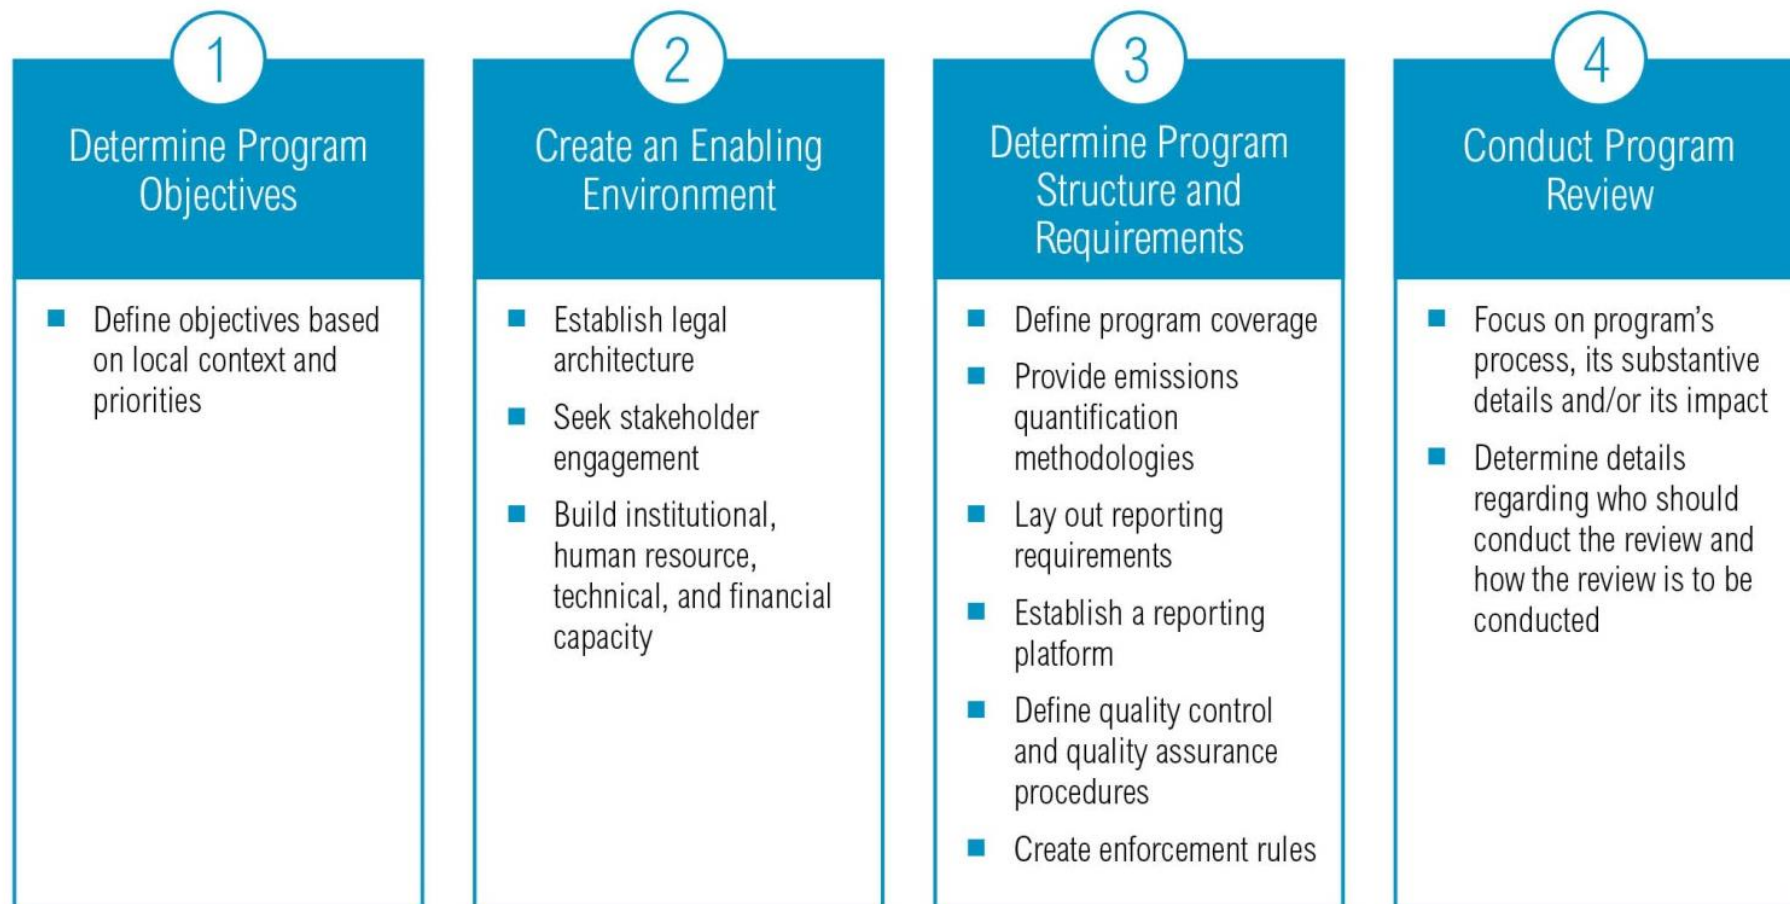 1
Determine Program
Objectives
■ Define objectives based
on local context and
priorities
2
Create an Enabling
Environment
■ Establish legal
architecture
■ Seek stakeholder
engagement
■ Build institutional,
human resource,
technical, and financial
capacity
3
Determine Program
Structure and
Requirements
■ Define program coverage
■ Provide emissions
quantification
methodologies
■ Lay out reporting
requirements
■ Establish a reporting
platform
■ Define quality control
and quality assurance
procedures
■ Create enforcement rules
4
Conduct Program
Review
■ Focus on program’s
process, its substantive
details and/or its impact
■ Determine details
regarding who should
conduct the review and
how the review is to be
conducted